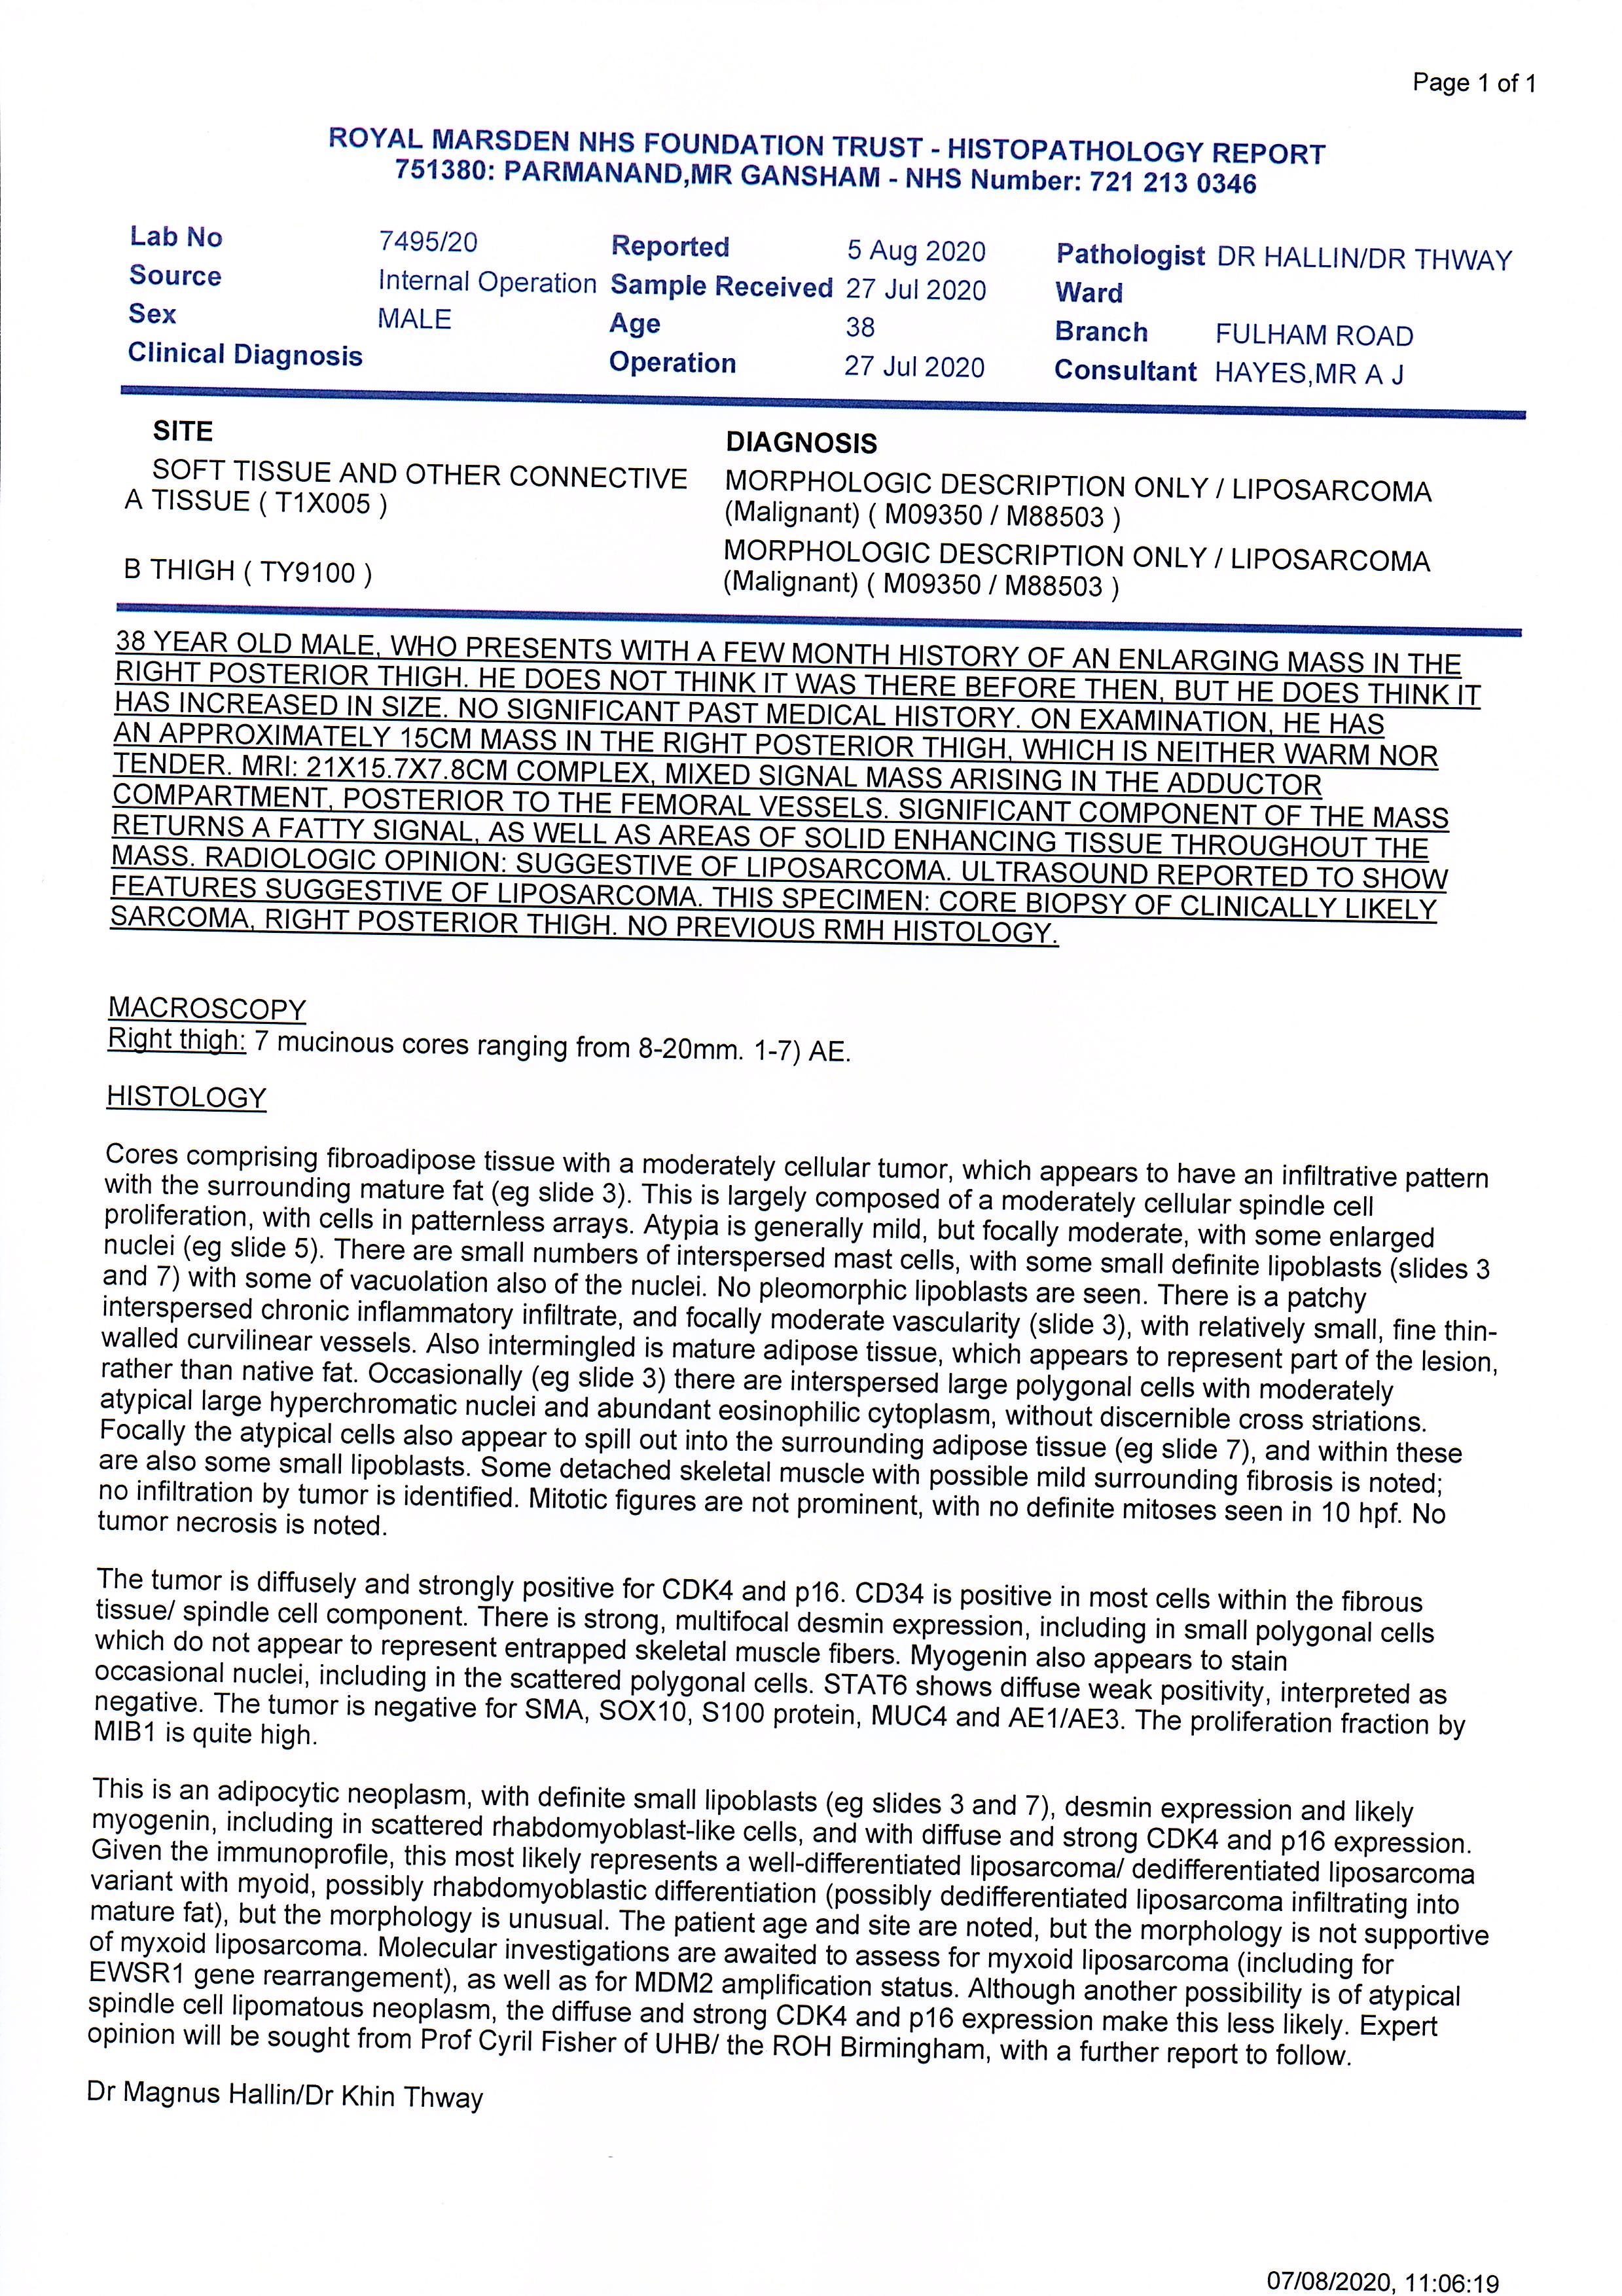 Page 1 of 1
ROYAL MARSDEN NHS FOUNDATION TRUST - HISTOPATHOLOGY REPORT
751380: PARMANAND,MR GANSHAM - NHS Number: 721 213 0346
Lab No 7495/20 Reported 5 Aug 2020 Pathologist DR HALLIN/DR THWAY
Source Internal Operation Sample Received 27 Jul 2020 Ward
Sex MALE Age 38 Branch FULHAM ROAD
Clinical Diagnosis Operation 27 Jul 2020 Consultant HAYES,MR A J
SITE DIAGNOSIS
SOFT TISSUE AND OTHER CONNECTIVE MORPHOLOGIC DESCRIPTION ONLY / LIPOSARCOMA
A TISSUE ( T1X005 ) (Malignant) ( M09350 / M88503 )
MORPHOLOGIC DESCRIPTION ONLY / LIPOSARCOMA
B THIGH ( TY9100 ) (Malignant) ( M09350 / M88503 )
38 YEAR OLD MALE, WHO PRESENTS WITH A FEW MONTH HISTORY OF AN ENLARGING MASS IN THE
RIGHT POSTERIOR THIGH. HE DOES NOT THINK IT WAS THERE BEFORE THEN, BUT HE DOES THINK IT
HAS INCREASED IN SIZE. NO SIGNIFICANT PAST MEDICAL HISTORY. ON EXAMINATION, HE HAS
AN APPROXIMATELY 15CM MASS IN THE RIGHT POSTERIOR THIGH, WHICH IS NEITHER WARM NOR
TENDER. MRI: 21X15.7X7.8CM COMPLEX, MIXED SIGNAL MASS ARISING IN THE ADDUCTOR
COMPARTMENT, POSTERIOR TO THE FEMORAL VESSELS. SIGNIFICANT COMPONENT OF THE MASS
RETURNS A FATTY SIGNAL, AS WELL AS AREAS OF SOLID ENHANCING TISSUE THROUGHOUT THE
MASS. RADIOLOGIC OPINION: SUGGESTIVE OF LIPOSARCOMA. ULTRASOUND REPORTED TO SHOW
FEATURES SUGGESTIVE OF LIPOSARCOMA. THIS SPECIMEN: CORE BIOPSY OF CLINICALLY LIKELY
SARCOMA, RIGHT POSTERIOR THIGH. NO PREVIOUS RMH HISTOLOGY.
MACROSCOPY
Right thigh: 7 mucinous cores ranging from 8-20mm. 1-7) AE.
HISTOLOGY
Cores comprising fibroadipose tissue with a moderately cellular tumor, which appears to have an infiltrative pattern
with the surrounding mature fat (eg slide 3). This is largely composed of a moderately cellular spindle cell
proliferation, with cells in patternless arrays. Atypia is generally mild, but focally moderate, with some enlarged
nuclei (eg slide 5). There are small numbers of interspersed mast cells, with some small definite lipoblasts (slides 3
and 7) with some of vacuolation also of the nuclei. No pleomorphic lipoblasts are seen. There is a patchy
interspersed chronic inflammatory infiltrate, and focally moderate vascularity (slide 3), with relatively small, fine thin-
walled curvilinear vessels. Also intermingled is mature adipose tissue, which appears to represent part of the lesion,
rather than native fat. Occasionally (eg slide 3) there are interspersed large polygonal cells with moderately
atypical large hyperchromatic nuclei and abundant eosinophilic cytoplasm, without discernible cross striations.
Focally the atypical cells also appear to spill out into the surrounding adipose tissue (eg slide 7), and within these
are also some small lipoblasts. Some detached skeletal muscle with possible mild surrounding fibrosis is noted;
no infiltration by tumor is identified. Mitotic figures are not prominent, with no definite mitoses seen in 10 hpf. No
tumor necrosis is noted.
The tumor is diffusely and strongly positive for CDK4 and p16. CD34 is positive in most cells within the fibrous
tissue/ spindle cell component. There is strong, multifocal desmin expression, including in small polygonal cells
which do not appear to represent entrapped skeletal muscle fibers. Myogenin also appears to stain
occasional nuclei, including in the scattered polygonal cells. STAT6 shows diffuse weak positivity, interpreted as
negative. The tumor is negative for SMA, SOX10, S100 protein, MUC4 and AE1/AE3. The proliferation fraction by
MIB1 is quite high.
This is an adipocytic neoplasm, with definite small lipoblasts (eg slides 3 and 7), desmin expression and likely
myogenin, including in scattered rhabdomyoblast-like cells, and with diffuse and strong CDK4 and p16 expression.
Given the immunoprofile, this most likely represents a well-differentiated liposarcoma/ dedifferentiated liposarcoma
variant with myoid, possibly rhabdomyoblastic differentiation (possibly dedifferentiated liposarcoma infiltrating into
mature fat), but the morphology is unusual. The patient age and site are noted, but the morphology is not supportive
of myxoid liposarcoma. Molecular investigations are awaited to assess for myxoid liposarcoma (including for
EWSR1 gene rearrangement), as well as for MDM2 amplification status. Although another possibility is of atypical
spindle cell lipomatous neoplasm, the diffuse and strong CDK4 and p16 expression make this less likely. Expert
opinion will be sought from Prof Cyril Fisher of UHB/ the ROH Birmingham, with a further report to follow.
Dr Magnus Hallin/Dr Khin Thway
07/08/2020, 11:06:19